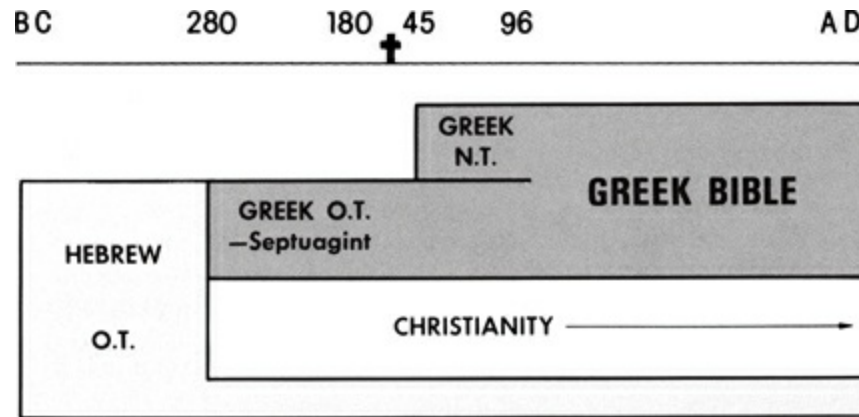 BC 280 180 45 96 AD
GREEK
N.T.
GREEK BIBLE
GREEK O.T.
—Septuagint
HEBREW
O.T.
CHRISTIANITY